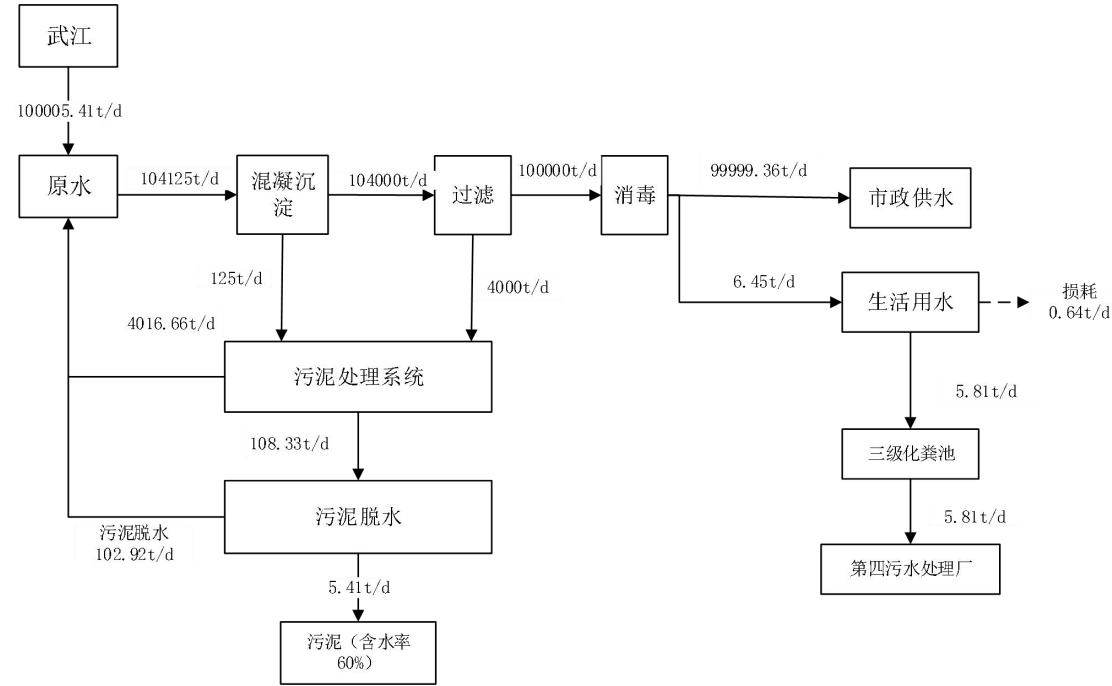 武江
100005.41t/d
原水
104125t/d
混凝沉
淀
104000t/d
过滤
100000t/d
消毒
99999.36t/d
市政供水
125t/d
4000t/d
6.45t/d
生活用水
损耗
0.64t/d
4016.66t/d
污泥处理系统
5.81t/d
108.33t/d
三级化粪池
污泥脱水
5.81t/d
污泥脱水
102.92t/d
第四污水处理厂
5.41t/d
污泥（含水率
60%）